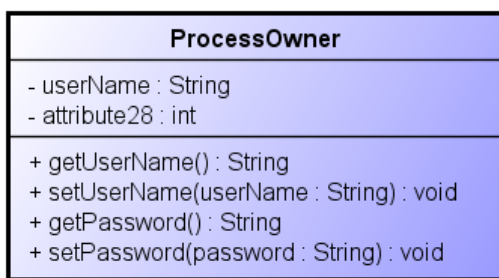 ProcessOwner
- userName : String
- attribute28 : int
+ getUserName() : String
+ setUserName(userName : String) : void
+ getPassword() : String
+ setPassword(password : String) : void